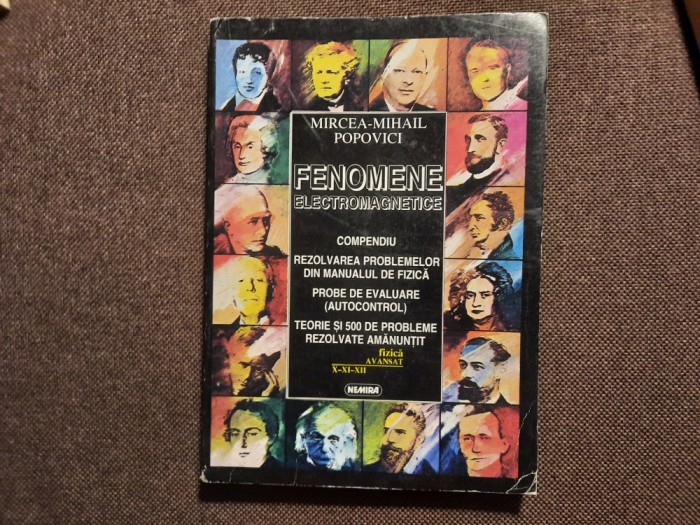 MIRCEA-MIHAIL
POPOVICI
FENOMENE
ELECTROMAGNETICE
COMPENDIU
REZOLVAREA PROBLEMELOR
DIN MANUALUL DE FIZICĂ
PROBE DE EVALUARE
(AUTOCONTROL)
TEORIE ȘI 500 DE PROBLEME
REZOLVATE AMĂNUNȚIT
fizică
AVANSAT
X-XI-XII
NEMIRA